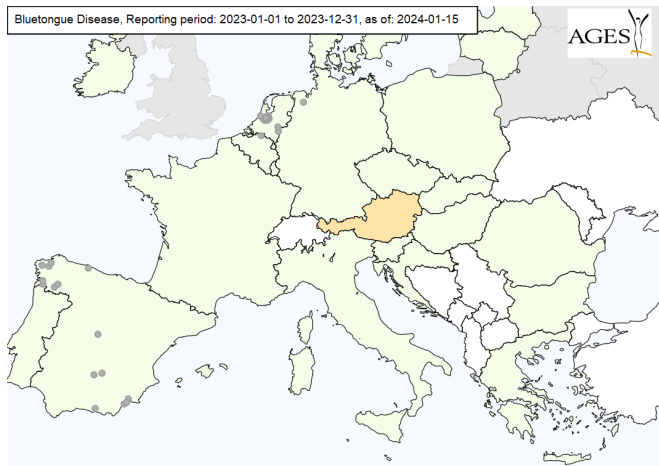 Bluetongue Disease, Reporting period: 2023-01-01 to 2023-12-31, as of: 2024-01-15
AGES